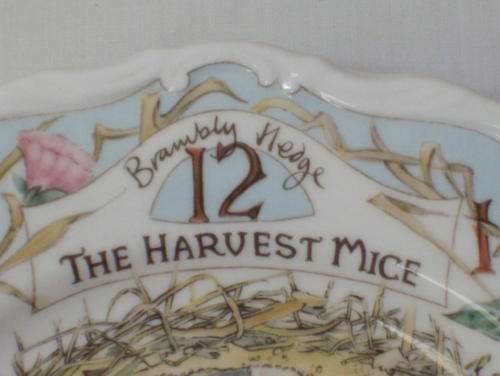 Brambly Hedge
12
THE HARVEST MICE